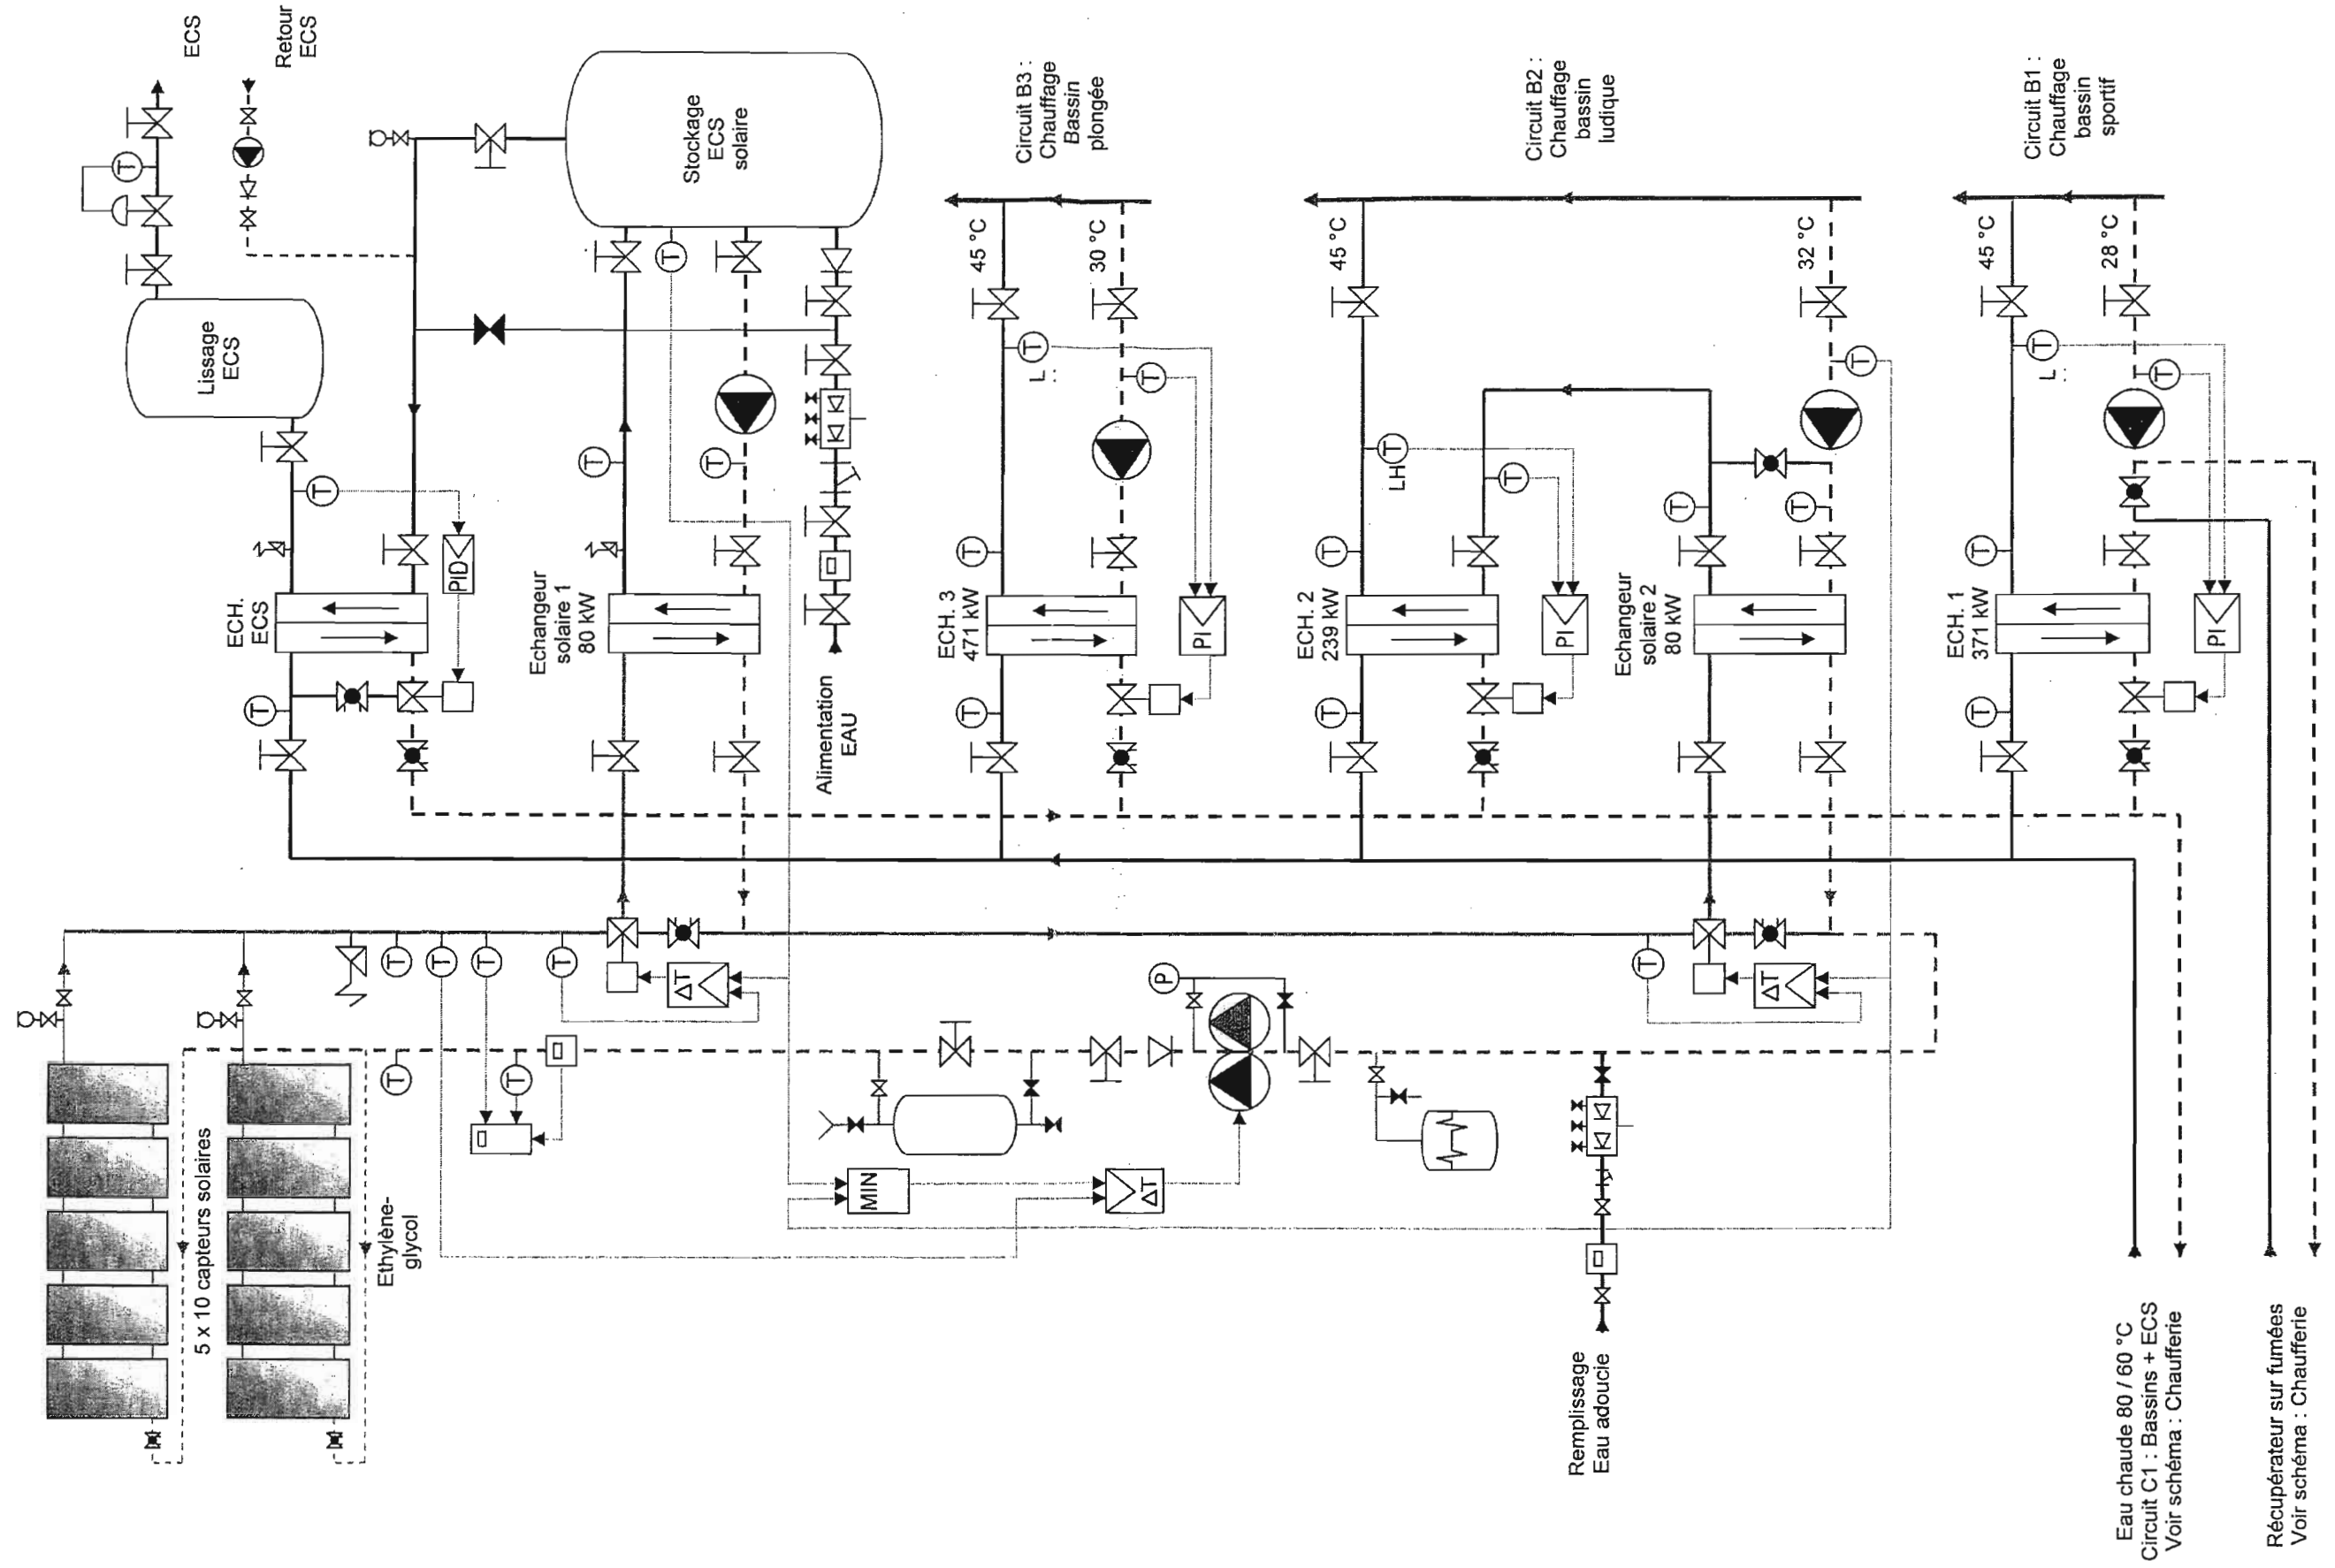 ECS
Retour
ECS
T
Lissage
ECS
Stockage
ECS
solaire
Circuit B3 :
Chauffage
Bassin
plongée
Circuit B2 :
Chauffage
bassin
ludique
Circuit B1 :
Chauffage
bassin
sportif
45 °C
30 °C
45 °C
32 °C
45 °C
28 °C
T
T
T
T
T
T
T
T
T
T
T
T
L
LH
L
T
T
T
T
T
PID
ECH.
ECS
Echangeur
solaire 1
80 kW
ECH. 3
471 kW
PI
ECH. 2
239 kW
PI
Echangeur
solaire 2
80 kW
ECH. 1
371 kW
PI
T
T
T
T
Alimentation
EAU
T
T
T
T
T
ΔT
ΔT
P
T
T
MIN
ΔT
5 x 10 capteurs solaires
Ethylène-
glycol
Remplissage
Eau adoucie
Eau chaude 80 / 60 °C
Circuit C1 : Bassins + ECS
Voir schéma : Chaufferie
Récupérateur sur fumées
Voir schéma : Chaufferie